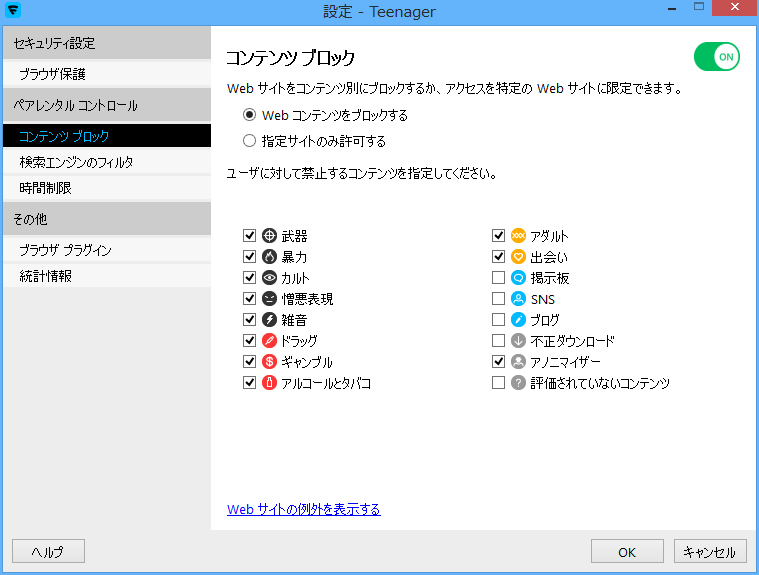 設定 - Teenager
セキュリティ設定
ブラウザ保護
ペアレンタル コントロール
コンテンツ ブロック
検索エンジンのフィルタ
時間制限
その他
ブラウザ プラグイン
統計情報
コンテンツ ブロック
ON
Web サイトをコンテンツ別にブロックするか、アクセスを特定の Web サイトに限定できます。
Web コンテンツをブロックする
指定サイトのみ許可する
ユーザに対して禁止するコンテンツを指定してください。
武器
暴力
カルト
憎悪表現
雑音
ドラッグ
ギャンブル
アルコールとタバコ
アダルト
出会い
掲示板
SNS
ブログ
不正ダウンロード
アノニマイザー
評価されていないコンテンツ
Web サイトの例外を表示する
ヘルプ
OK
キャンセル